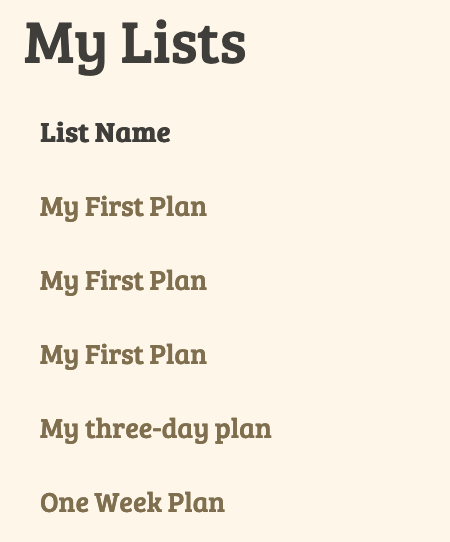 My Lists
List Name
My First Plan
My First Plan
My First Plan
My three-day plan
One Week Plan